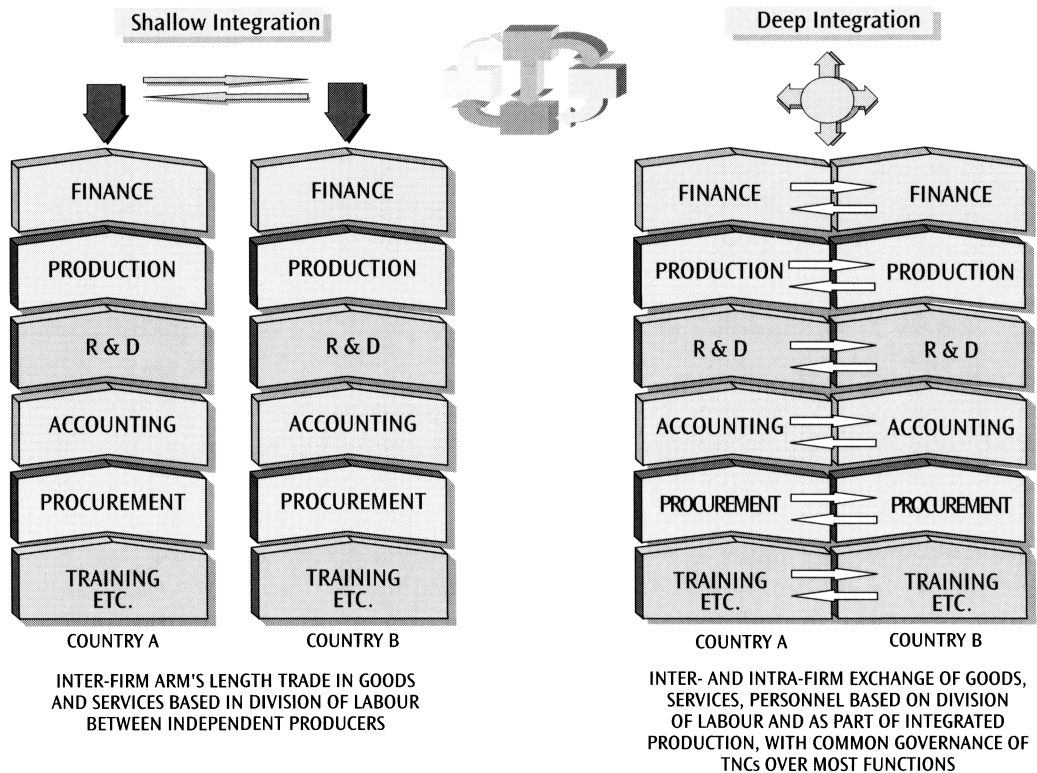 Shallow Integration
Deep Integration
FINANCE
PRODUCTION
R & D
ACCOUNTING
PROCUREMENT
TRAINING
ETC.
COUNTRY A
FINANCE
PRODUCTION
R & D
ACCOUNTING
PROCUREMENT
TRAINING
ETC.
COUNTRY B
INTER-FIRM ARM'S LENGTH TRADE IN GOODS
AND SERVICES BASED IN DIVISION OF LABOUR
BETWEEN INDEPENDENT PRODUCERS
FINANCE
PRODUCTION
R & D
ACCOUNTING
PROCUREMENT
TRAINING
ETC.
COUNTRY A
FINANCE
PRODUCTION
R & D
ACCOUNTING
PROCUREMENT
TRAINING
ETC.
COUNTRY B
INTER- AND INTRA-FIRM EXCHANGE OF GOODS,
SERVICES, PERSONNEL BASED ON DIVISION
OF LABOUR AND AS PART OF INTEGRATED
PRODUCTION, WITH COMMON GOVERNANCE OF
TNCs OVER MOST FUNCTIONS